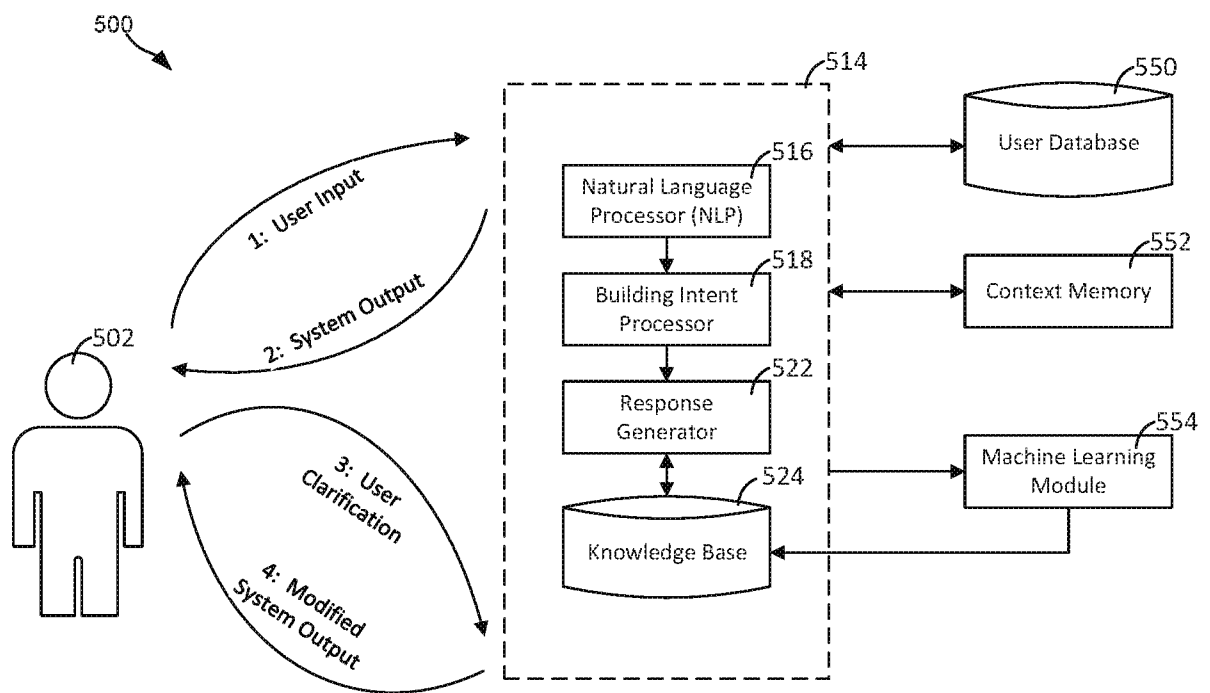 500
514
550
User Database
516
Natural Language
Processor (NLP)
1: User Input
552
Context Memory
518
Building Intent
Processor
2: System Output
502
522
Response
Generator
554
Machine Learning
Module
3: User
Clarification
524
Knowledge Base
4: Modified
System Output